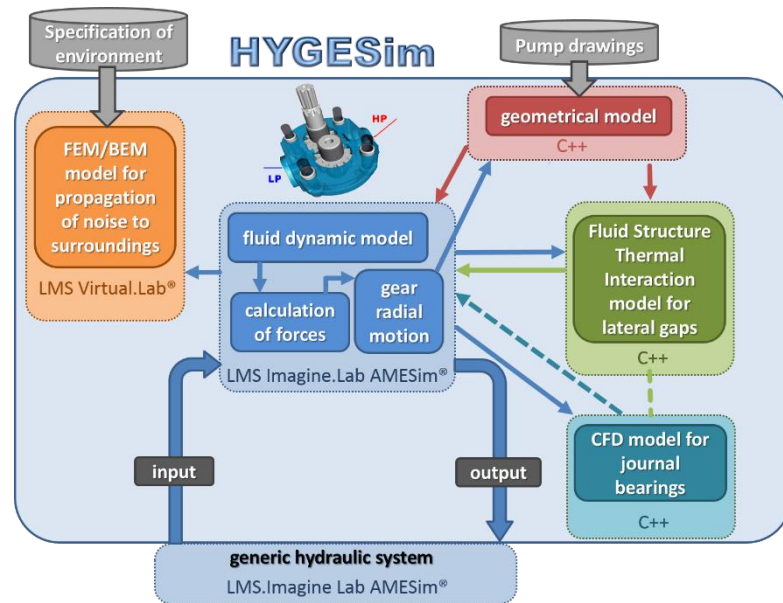 Specification of
environment
HYGESim
Pump drawings
HP
LP
geometrical model
C++
FEM/BEM
model for
propagation
of noise to
surroundings
LMS Virtual.Lab®
fluid dynamic model
calculation
of forces
gear
radial
motion
LMS Imagine.Lab AMESim®
Fluid Structure
Thermal
Interaction
model for
lateral gaps
C++
CFD model for
journal
bearings
C++
input
output
generic hydraulic system
LMS.Imagine Lab AMESim®